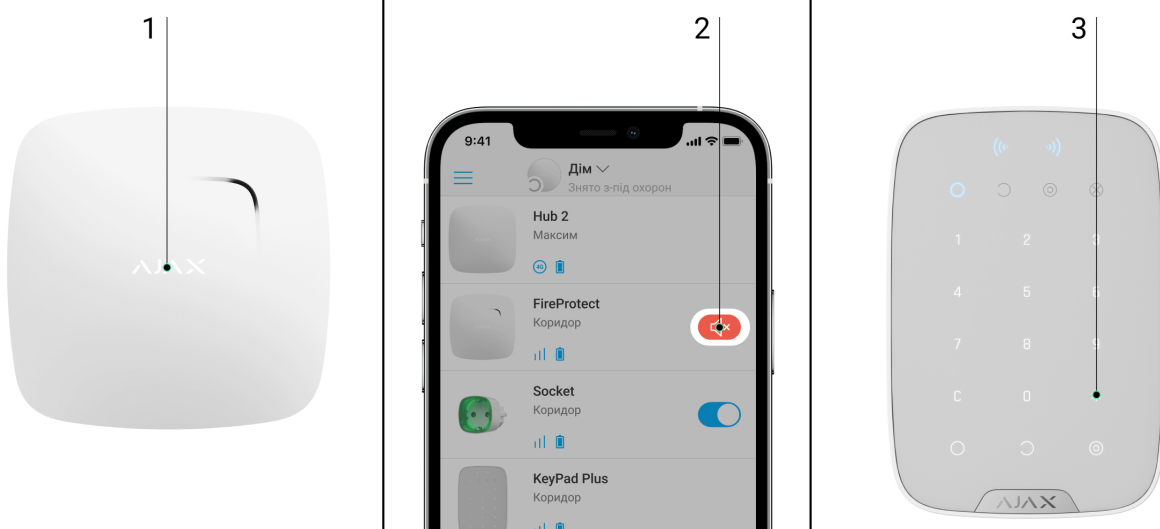 1
AJAX
2
9:41
Дім
Знято з-під охорон
Hub 2
Максим
4G
FireProtect
Коридор
Socket
Коридор
KeyPad Plus
Коридор
3
1 2 3
4 5 6
7 8 9
C 0
AJAX